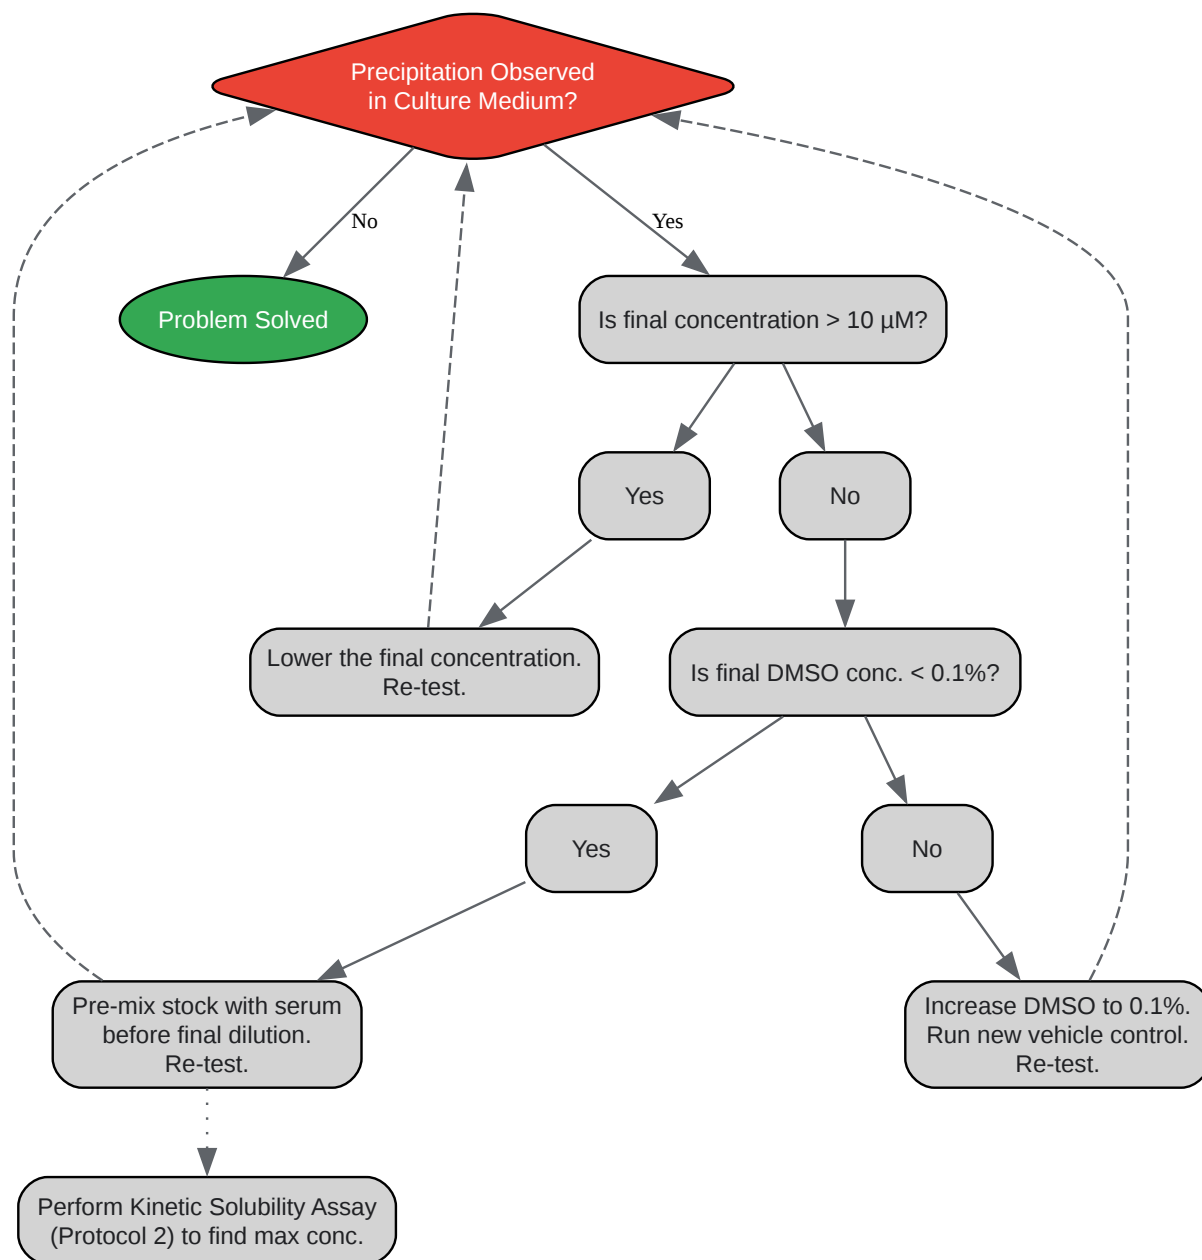 Precipitation Observed
in Culture Medium?
No
Yes
Problem Solved
Is final concentration > 10 µM?
Yes
No
Lower the final concentration.
Re-test.
Is final DMSO conc. < 0.1%?
Yes
No
Pre-mix stock with serum
before final dilution.
Re-test.
Increase DMSO to 0.1%.
Run new vehicle control.
Re-test.
Perform Kinetic Solubility Assay
(Protocol 2) to find max conc.